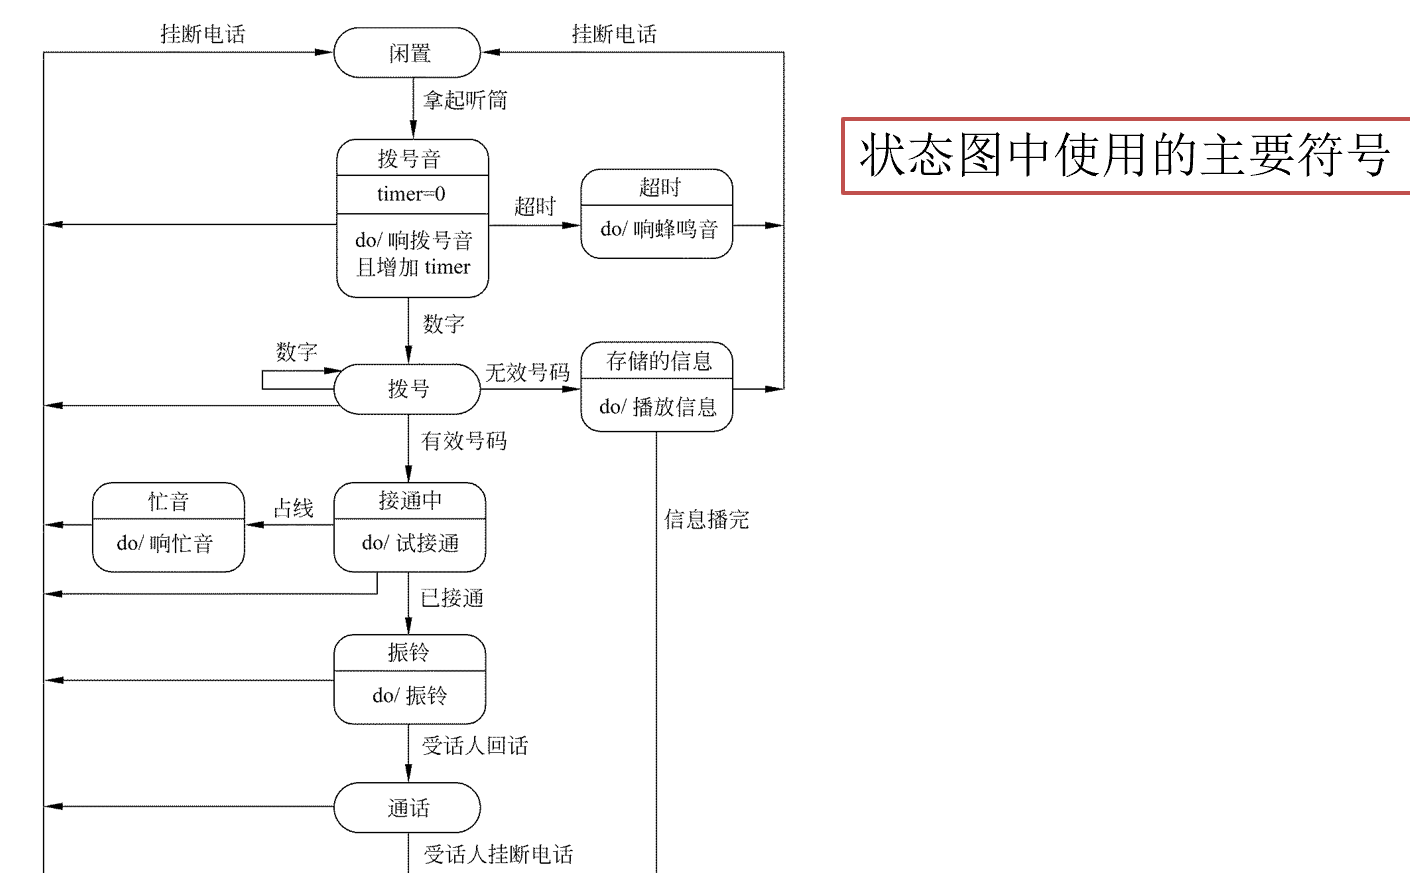 挂断电话
闲置
挂断电话
拿起听筒
状态图中使用的主要符号
拨号音
timer=0
do/ 响拨号音
且增加 timer
超时
超时
do/ 响蜂鸣音
数字
数字
拨号
无效号码
存储的信息
do/ 播放信息
有效号码
忙音
do/ 响忙音
占线
接通中
do/ 试接通
信息播完
已接通
振铃
do/ 振铃
受话人回话
通话
受话人挂断电话